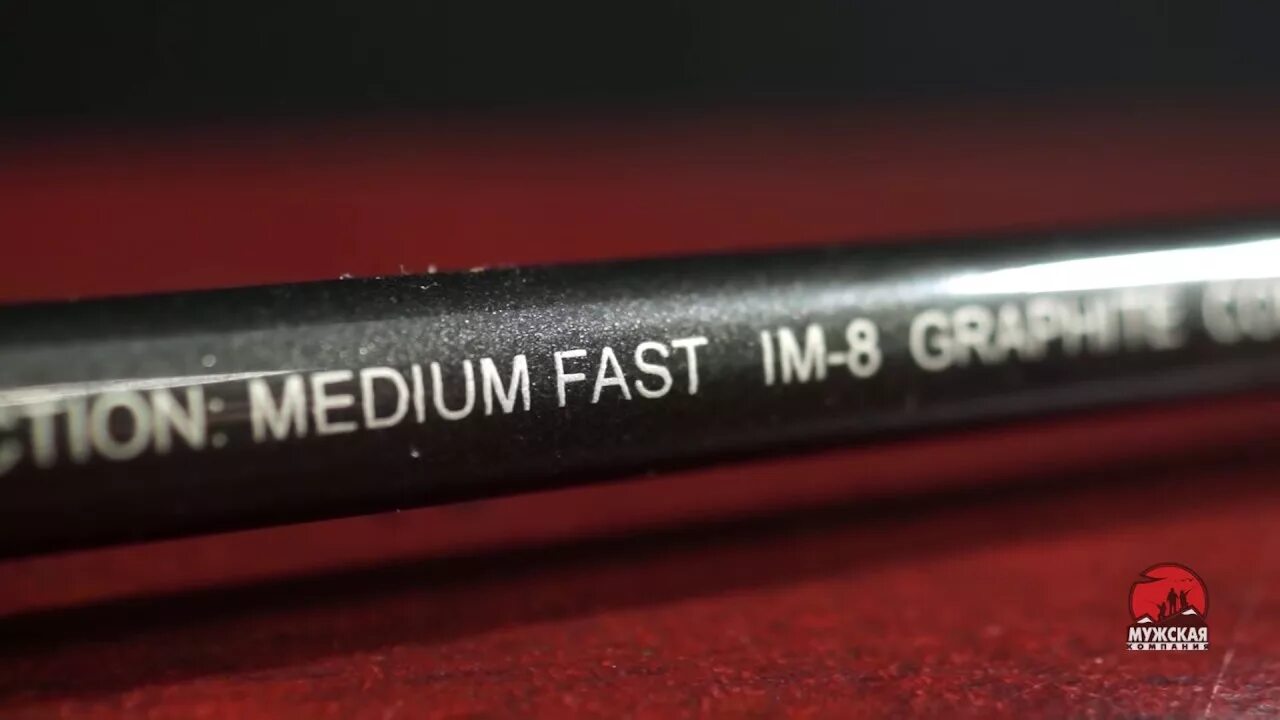 CTION: MEDIUM FAST IM-8 GRAPHITE
МУЖСКАЯ
КОМПАНИЯ